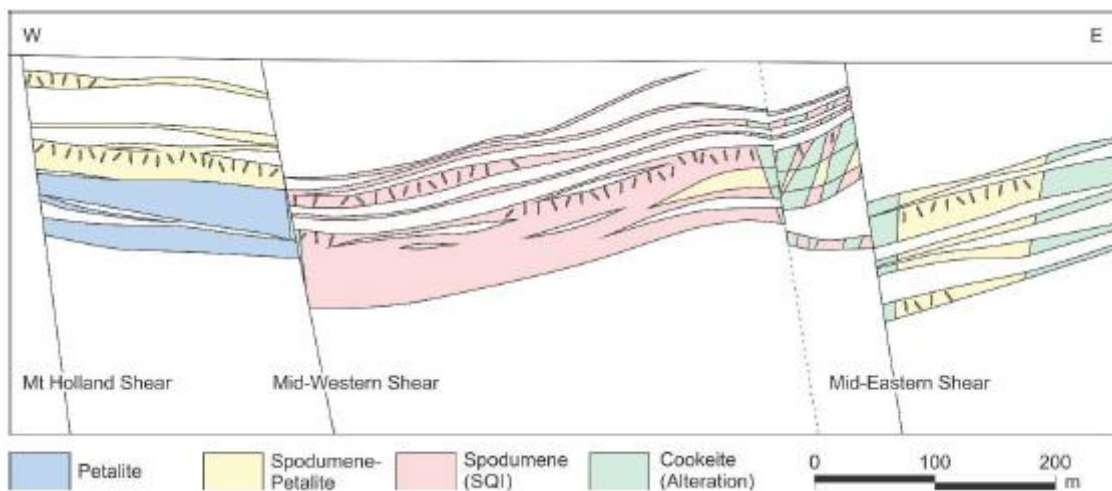 W E
Mt Holland Shear Mid-Western Shear Mid-Eastern Shear
Petalite
Spodumene-
Petalite
Spodumene
(SQI)
Cookeite
(Alteration)
0 100 200
m